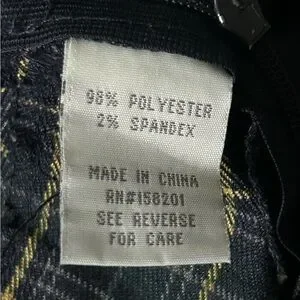 98% POLYESTER
2% SPANDEX
MADE IN CHINA
RN#158201
SEE REVERSE
FOR CARE